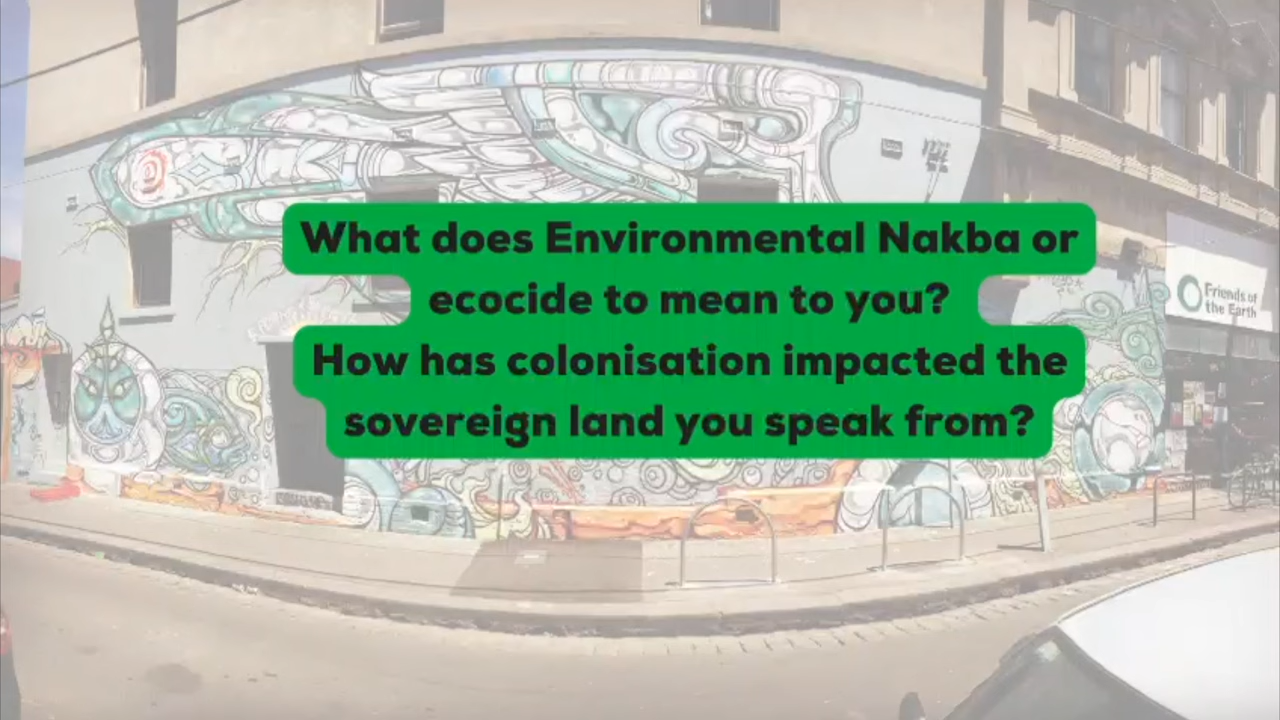 What does Environmental Nakba or
ecocide to mean to you?
How has colonisation impacted the
sovereign land you speak from?
Friends of
the Earth